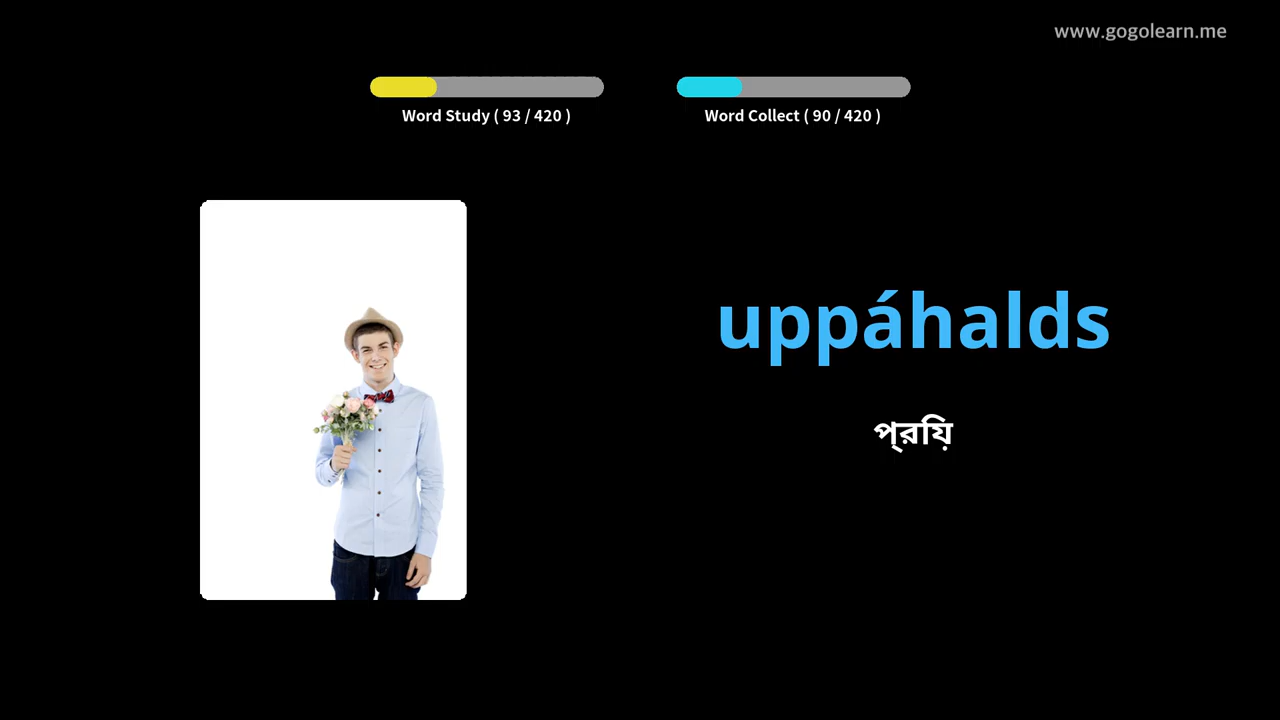 www.gogolearn.me
Word Study ( 93 / 420 )
Word Collect ( 90 / 420 )
uppáhalds
প্রিয়